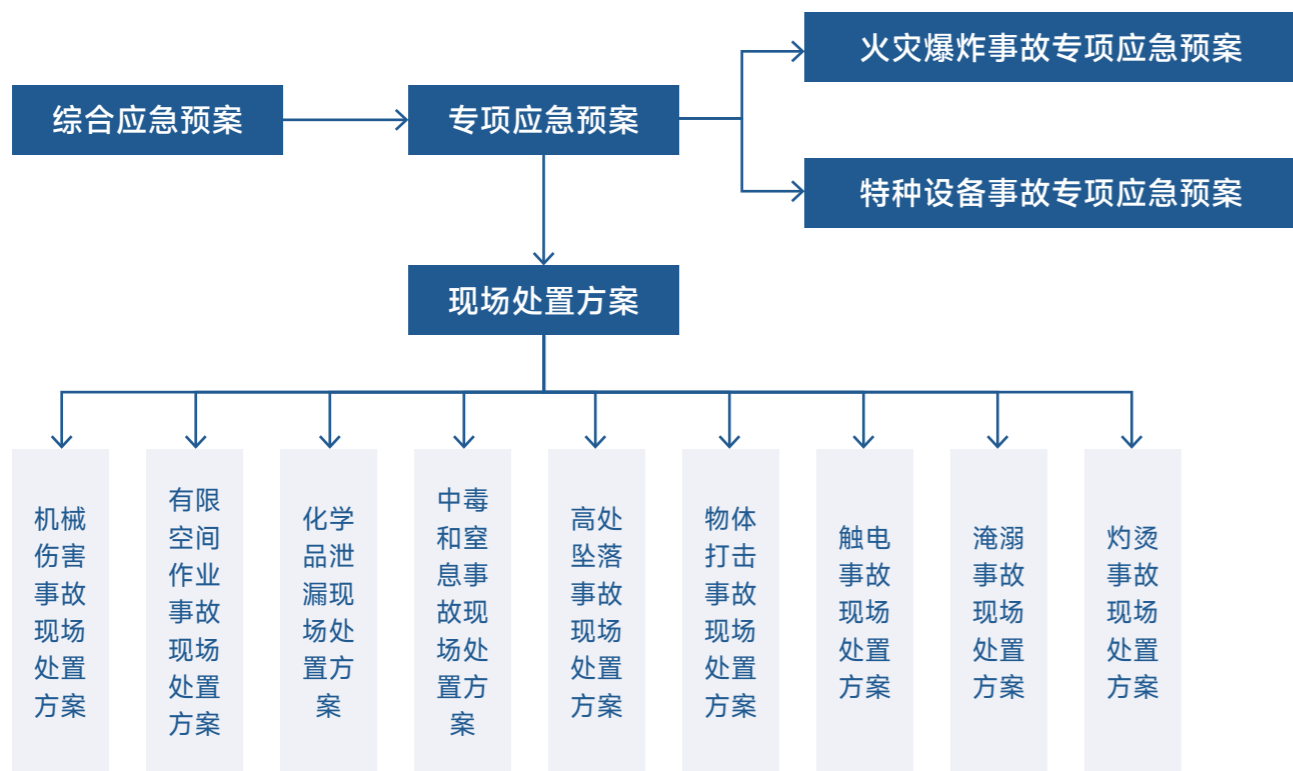 火灾爆炸事故专项应急预案
综合应急预案
专项应急预案
特种设备事故专项应急预案
现场处置方案
机械
伤害
事故
现场
处置
方案
有限
空间
作业
事故
现场
处置
方案
化学
品泄
漏现
场处
置方
案
中毒
和窒
息事
故现
场处
置方
案
高处
坠落
事故
现场
处置
方案
物体
打击
事故
现场
处置
方案
触电
事故
现场
处置
方案
淹溺
事故
现场
处置
方案
灼烫
事故
现场
处置
方案